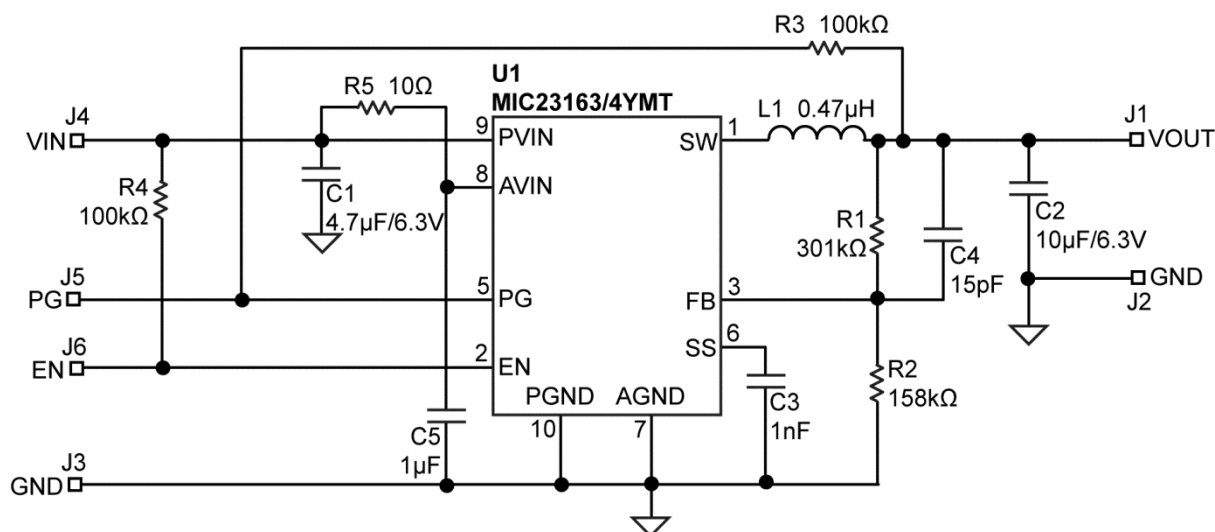 R3 100kΩ
U1
MIC23163/4YMT
R5 10Ω
L1 0.47µH
J4
VIN
9
PVIN
SW
1
J1
VOUT
8
AVIN
R4
100kΩ
C1
4.7µF/6.3V
R1
301kΩ
C4
15pF
C2
10µF/6.3V
J5
PG
5
PG
FB
3
GND
J2
J6
EN
2
EN
SS
6
R2
158kΩ
PGND
AGND
10
7
C3
1nF
C5
1µF
J3
GND